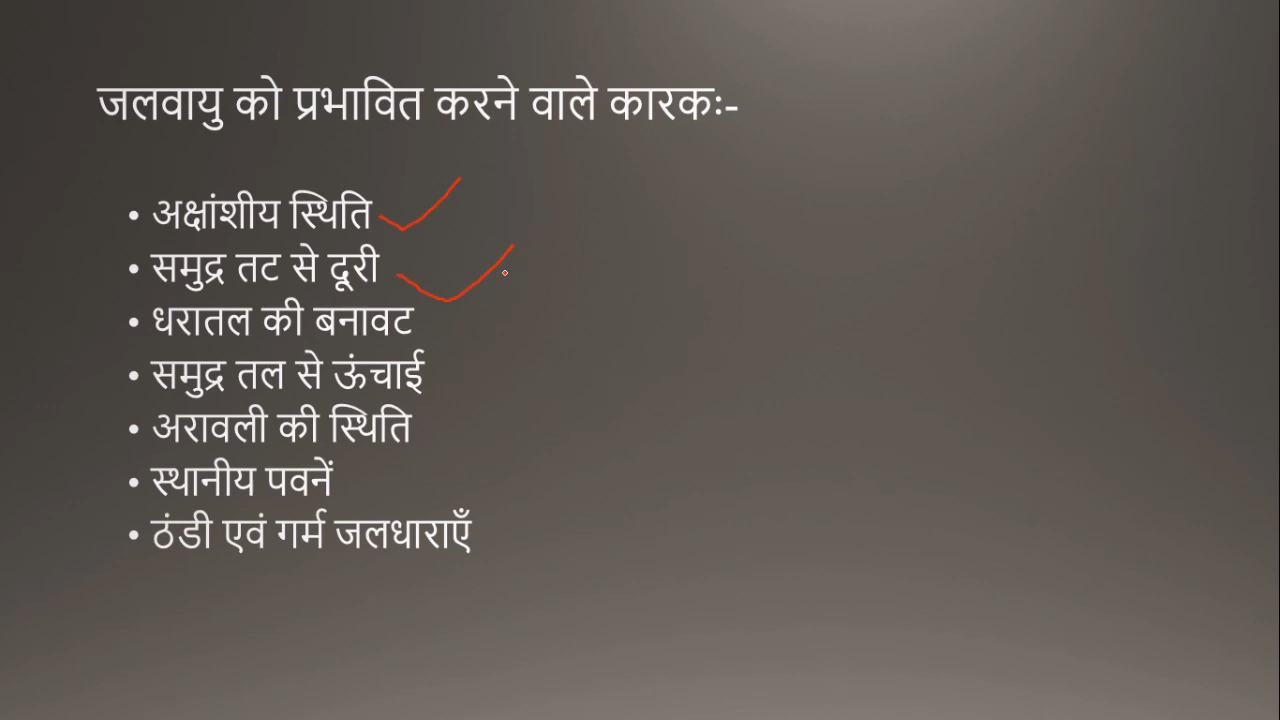 जलवायु को प्रभावित करने वाले कारकः-
• अक्षांशीय स्थिति
• समुद्र तट से दूरी
• धरातल की बनावट
• समुद्र तल से ऊंचाई
• अरावली की स्थिति
• स्थानीय पवनें
• ठंडी एवं गर्म जलधाराएँ